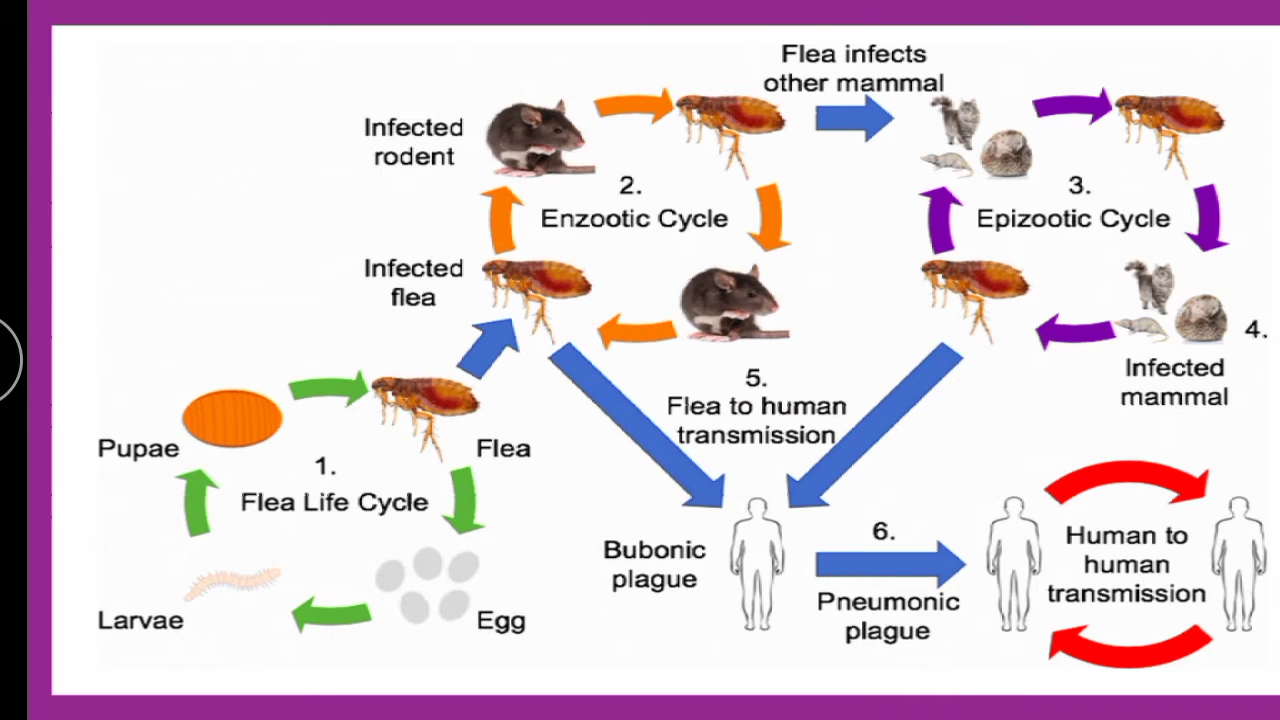 Flea infects
other mammal
Infected
rodent
2.
Enzootic Cycle
3.
Epizootic Cycle
Infected
flea
4.
Infected
mammal
5.
Flea to human
transmission
Pupae
Flea
1.
Flea Life Cycle
Larvae
Egg
Bubonic
plague
6.
Pneumonic
plague
Human to
human
transmission